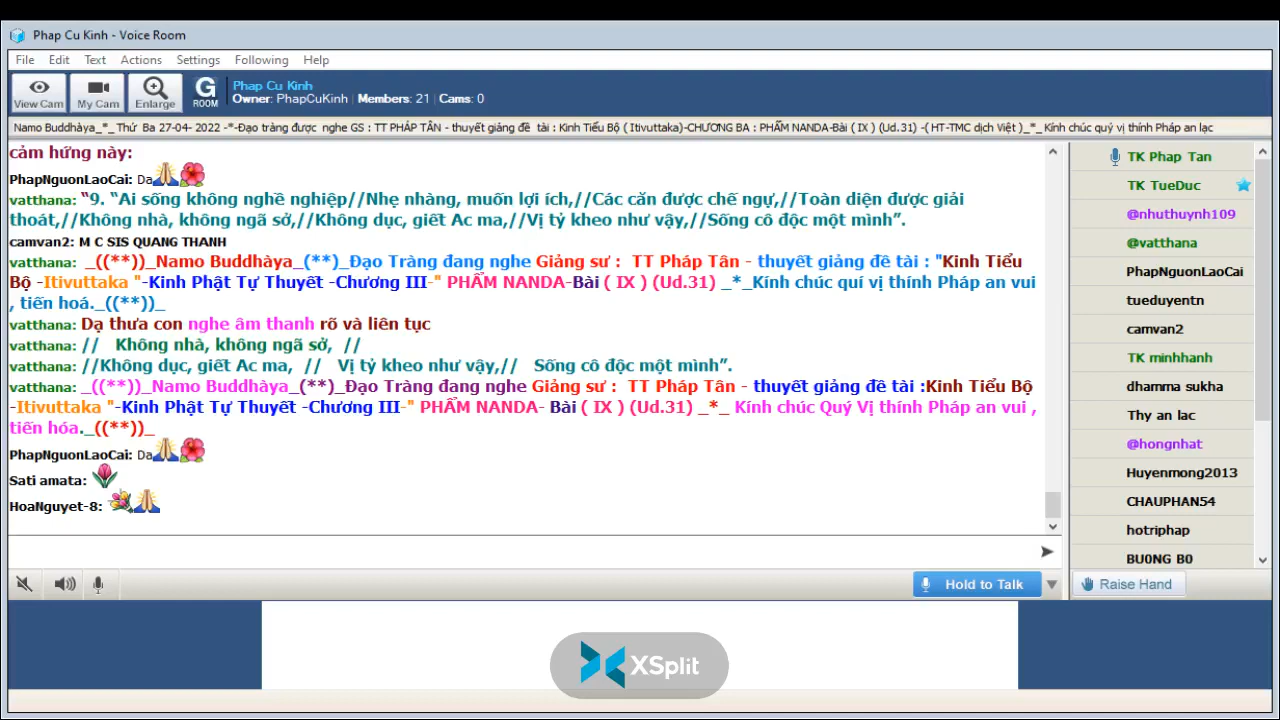 Phap Cu Kinh - Voice Room
File Edit Text Actions Settings Following Help
View Cam My Cam Enlarge G ROOM
Phap Cu Kinh
Owner: PhapCuKinh | Members: 21 | Cams: 0
Namo Buddhàya_*_ Thứ Ba 27-04- 2022 -*-Đạo tràng được nghe GS : TT PHÁP TÂN - thuyết giảng đề tài : Kinh Tiểu Bộ ( Itivuttaka)-CHƯƠNG BA : PHẨM NANDA-Bài ( IX ) (Ud.31) -( HT-TMC dịch Việt )_*_ Kính chúc quý vị thính Pháp an lạc
cảm hứng này:
PhapNguonLaoCai: Da🙏🌺
vatthana: "9. "Ai sống không nghề nghiệp//Nhẹ nhàng, muốn lợi ích,//Các căn được chế ngự,//Toàn diện được giải
thoát,//Không nhà, không ngã sở,//Không dục, giết Ac ma,//Vị tỷ kheo như vậy,//Sống cô độc một mình".
camvan2: M C SIS QUANG THANH
vatthana: _((**))_Namo Buddhàya_(**)_Đạo Tràng đang nghe Giảng sư : TT Pháp Tân - thuyết giảng đề tài : "Kinh Tiểu
Bộ -Itivuttaka "-Kinh Phật Tự Thuyết -Chương III-" PHẨM NANDA-Bài ( IX ) (Ud.31) _*_Kính chúc quí vị thính Pháp an vui
, tiến hoá._((**))_
vatthana: Dạ thưa con nghe âm thanh rõ và liên tục
vatthana: // Không nhà, không ngã sở, //
//Không dục, giết Ac ma, // Vị tỷ kheo như vậy,// Sống cô độc một mình".
vatthana: _((**))_Namo Buddhàya_(**)_Đạo Tràng đang nghe Giảng sư : TT Pháp Tân - thuyết giảng đề tài :Kinh Tiểu Bộ
-Itivuttaka "-Kinh Phật Tự Thuyết -Chương III-" PHẨM NANDA- Bài ( IX ) (Ud.31) _*_ Kính chúc Quý Vị thính Pháp an vui ,
tiến hóa._((**))_
PhapNguonLaoCai: Da🙏🌺
Sati amata: 🌷
HoaNguyet-8: 💐🙏
TK Phap Tan
TK TueDuc
@nhuthuynh109
@vatthana
PhapNguonLaoCai
tueduyentn
camvan2
TK minhhanh
dhamma sukha
Thy an lac
@hongnhat
Huyenmong2013
CHAUPHAN54
hotriphap
BU0NG B0
Hold to Talk
Raise Hand
XSplit